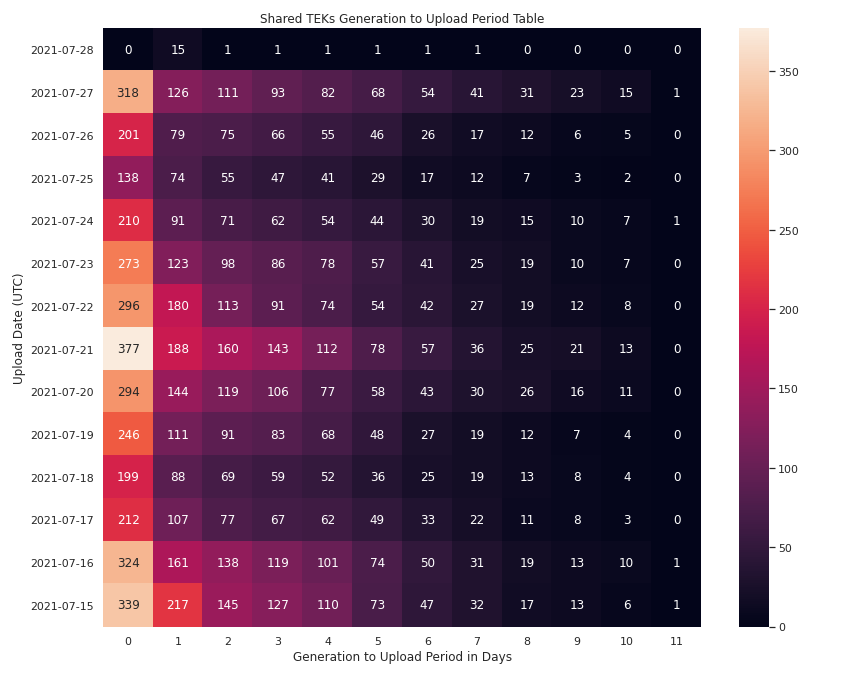 Shared TEKs Generation to Upload Period Table
Upload Date (UTC)
2021-07-28 0 15 1 1 1 1 1 1 0 0 0 0
2021-07-27 318 126 111 93 82 68 54 41 31 23 15 1
2021-07-26 201 79 75 66 55 46 26 17 12 6 5 0
2021-07-25 138 74 55 47 41 29 17 12 7 3 2 0
2021-07-24 210 91 71 62 54 44 30 19 15 10 7 1
2021-07-23 273 123 98 86 78 57 41 25 19 10 7 0
2021-07-22 296 180 113 91 74 54 42 27 19 12 8 0
2021-07-21 377 188 160 143 112 78 57 36 25 21 13 0
2021-07-20 294 144 119 106 77 58 43 30 26 16 11 0
2021-07-19 246 111 91 83 68 48 27 19 12 7 4 0
2021-07-18 199 88 69 59 52 36 25 19 13 8 4 0
2021-07-17 212 107 77 67 62 49 33 22 11 8 3 0
2021-07-16 324 161 138 119 101 74 50 31 19 13 10 1
2021-07-15 339 217 145 127 110 73 47 32 17 13 6 1
0 1 2 3 4 5 6 7 8 9 10 11
Generation to Upload Period in Days
350
300
250
200
150
100
50
0